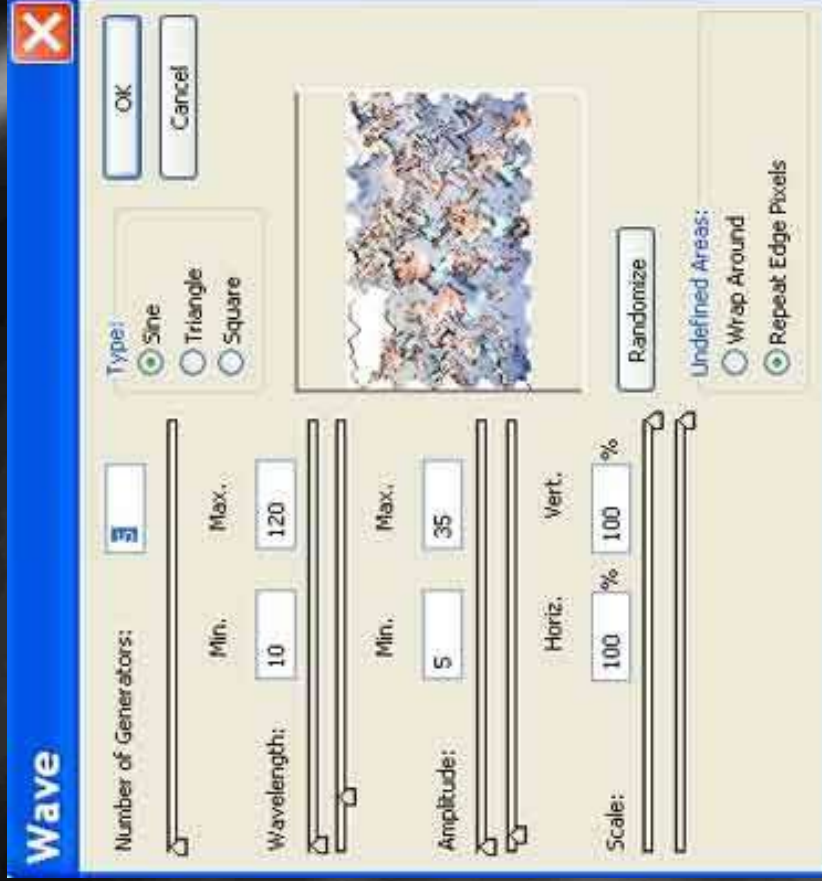 Wave
Number of Generators: 5
Min. Max.
Wavelength: 10 120
Min. Max.
Amplitude: 5 35
Horiz. Vert.
Scale: 100 % 100 %
Type:
Sine
Triangle
Square
OK
Cancel
Randomize
Undefined Areas:
Wrap Around
Repeat Edge Pixels